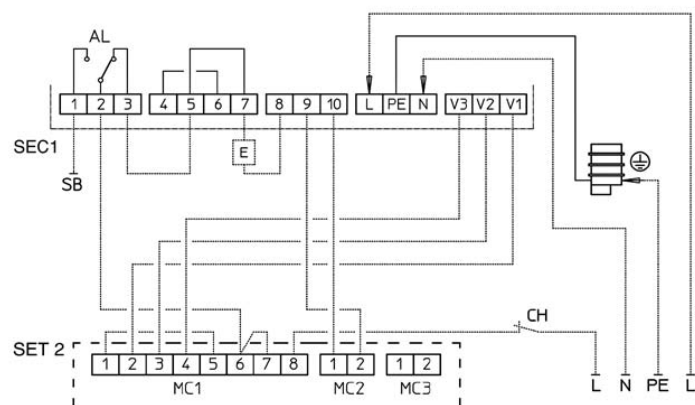 AL
1 2 3 4 5 6 7 8 9 10 L PE N V3 V2 V1
SEC1
E
SB
CH
SET 2
1 2 3 4 5 6 7 8 1 2 1 2
MC1 MC2 MC3
L N PE L